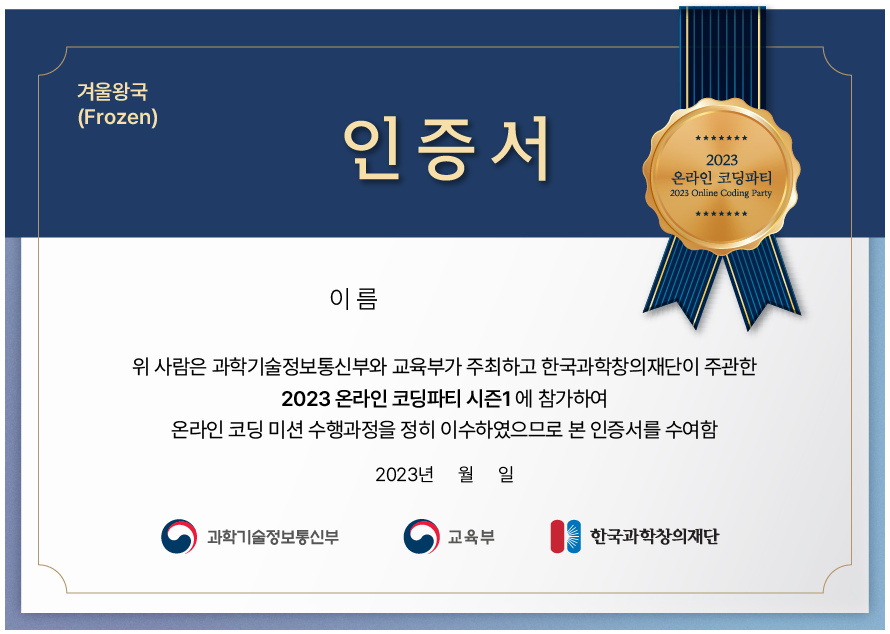 겨울왕국
(Frozen)
인증서
★★★★★★★
2023
온라인 코딩파티
2023 Online Coding Party
★★★★★★★
이름
위 사람은 과학기술정보통신부와 교육부가 주최하고 한국과학창의재단이 주관한
2023 온라인 코딩파티 시즌1 에 참가하여
온라인 코딩 미션 수행과정을 정히 이수하였으므로 본 인증서를 수여함
2023년 월 일
과학기술정보통신부 교육부 한국과학창의재단